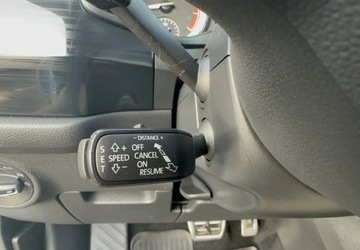 − DISTANCE +
S + OFF
E SPEED CANCEL
ON
T − RESUME